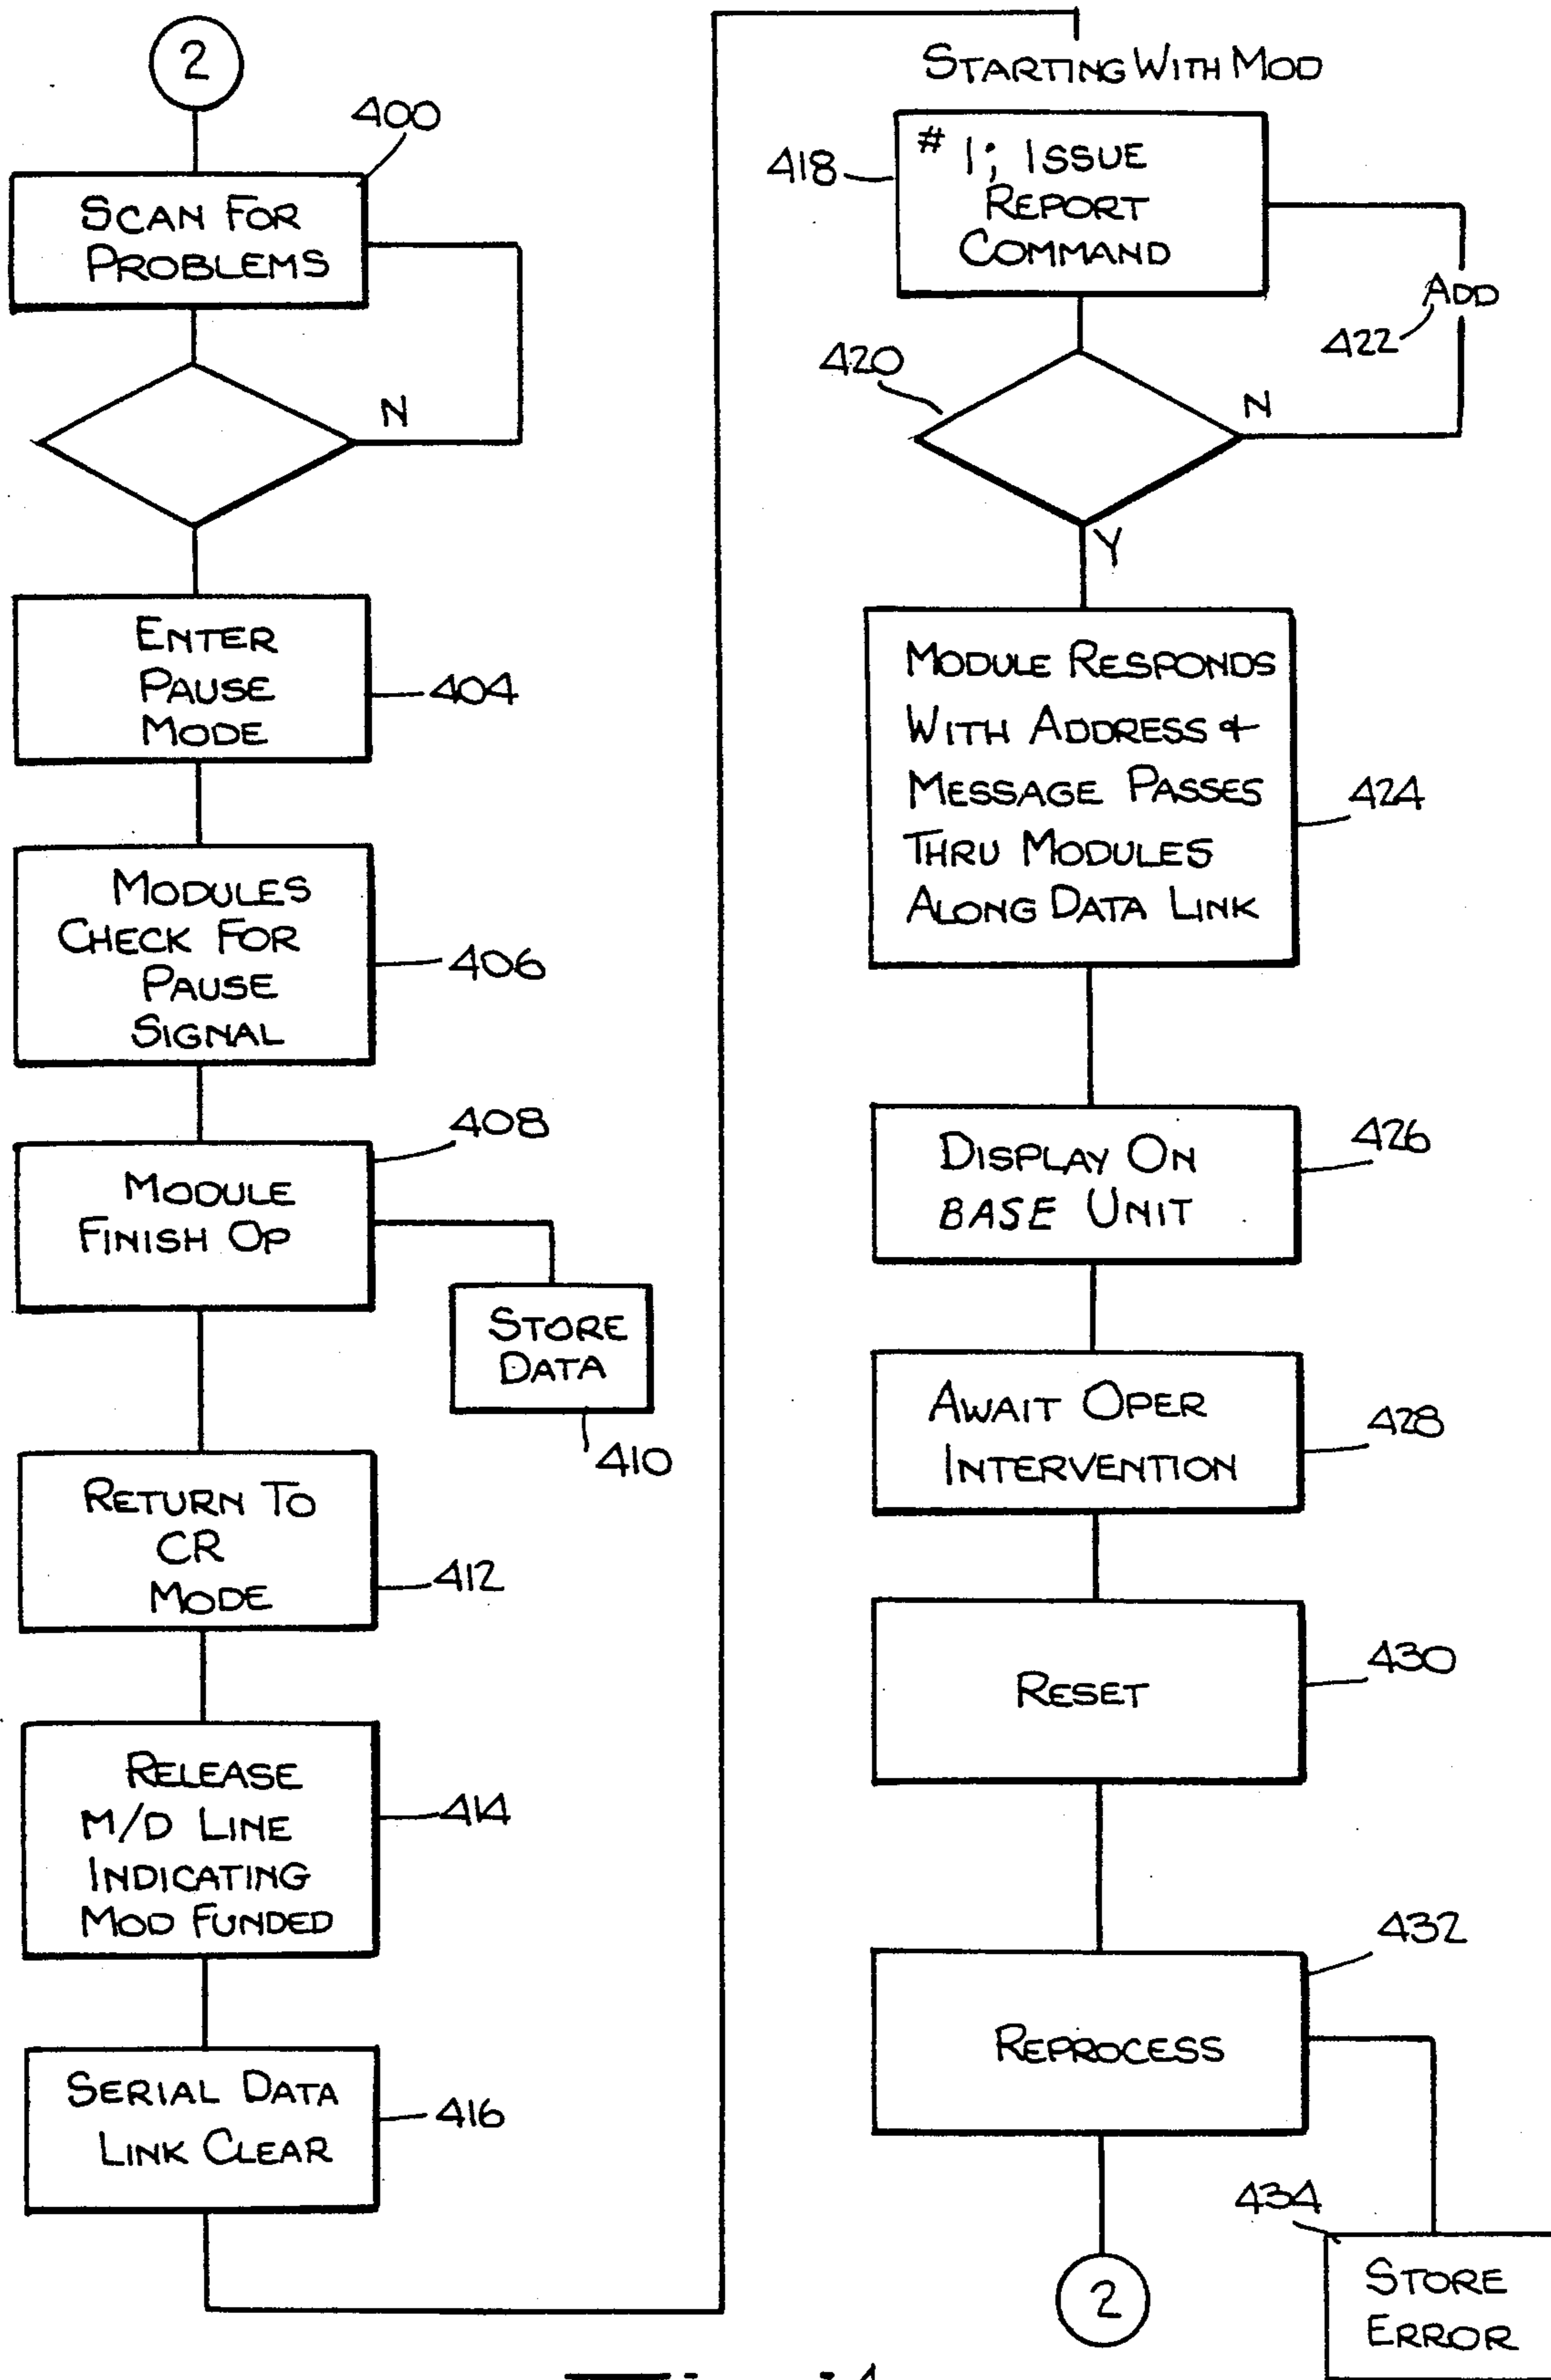 2
400
SCAN FOR
PROBLEMS
N
ENTER
PAUSE
MODE
404
MODULES
CHECK FOR
PAUSE
SIGNAL
406
408
MODULE
FINISH OP
STORE
DATA
410
RETURN TO
CR
MODE
412
RELEASE
M/D LINE
INDICATING
MOD FUNDED
414
SERIAL DATA
LINK CLEAR
416
STARTING WITH MOD
# 1; ISSUE
REPORT
COMMAND
418
ADD
422
420
N
Y
MODULE RESPONDS
WITH ADDRESS &
MESSAGE PASSES
THRU MODULES
ALONG DATA LINK
424
DISPLAY ON
BASE UNIT
426
AWAIT OPER
INTERVENTION
428
RESET
430
432
REPROCESS
434
STORE
ERROR
2